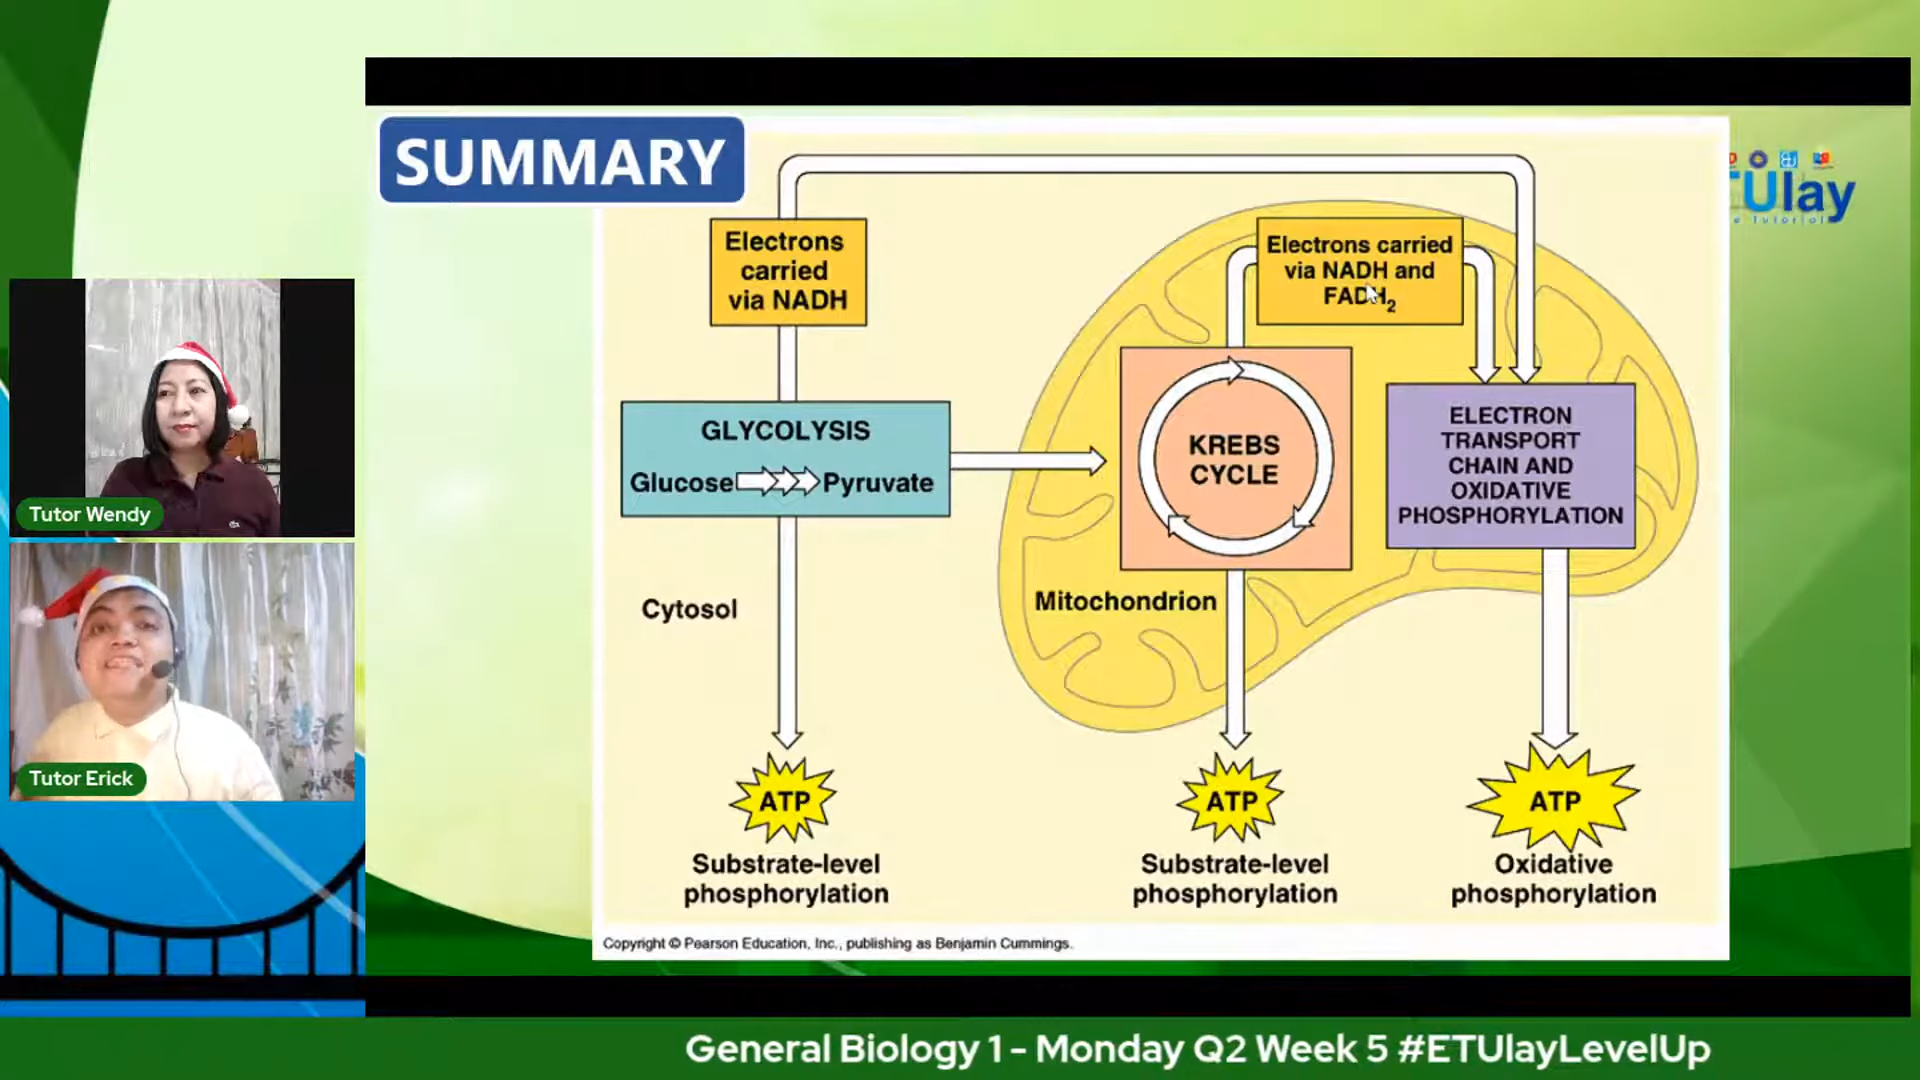 SUMMARY
Ulay
Electrons
carried
via NADH
Electrons carried
via NADH and
FADH2
GLYCOLYSIS
Glucose Pyruvate
KREBS
CYCLE
ELECTRON
TRANSPORT
CHAIN AND
OXIDATIVE
PHOSPHORYLATION
Cytosol
Mitochondrion
ATP
ATP
ATP
Substrate-level
phosphorylation
Substrate-level
phosphorylation
Oxidative
phosphorylation
Copyright © Pearson Education, Inc., publishing as Benjamin Cummings.
Tutor Wendy
Tutor Erick
General Biology 1 - Monday Q2 Week 5 #ETUlayLevelUp